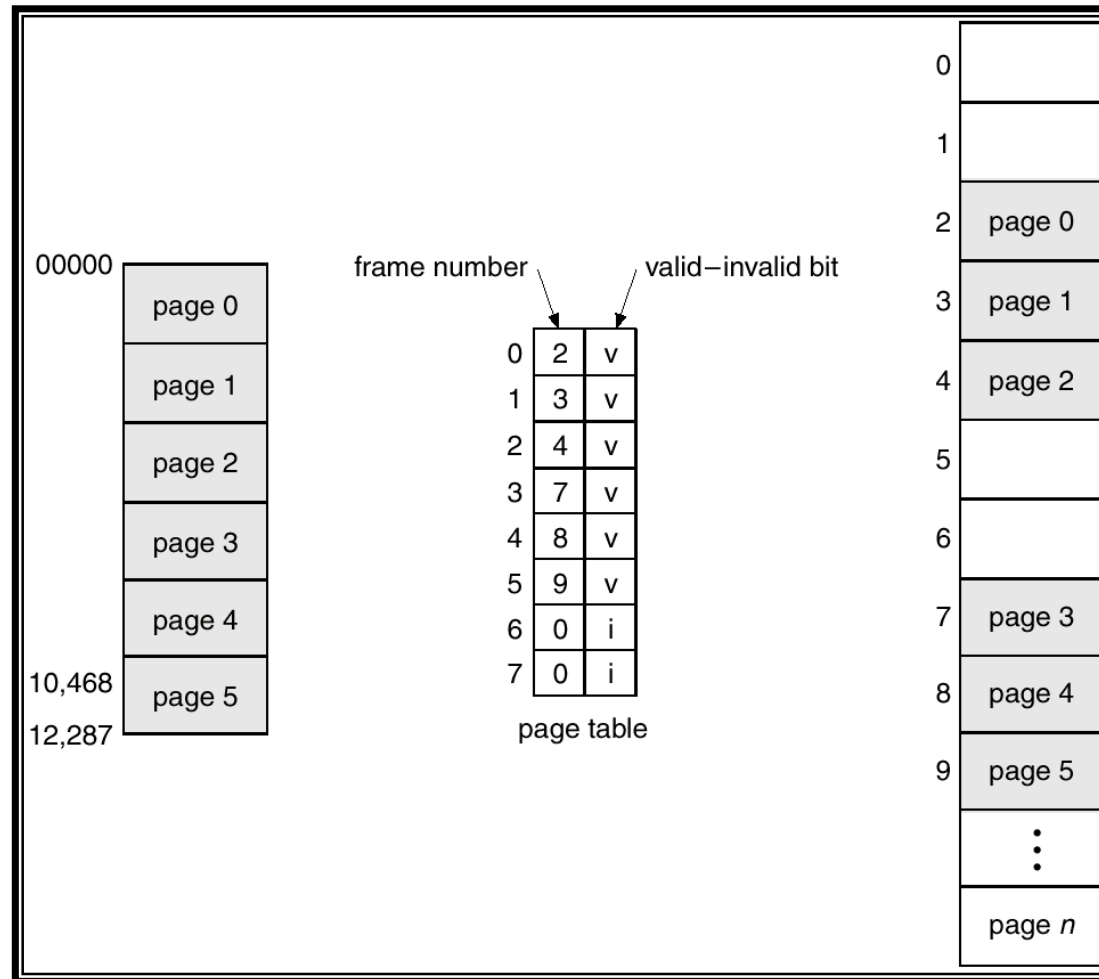 00000
page 0
page 1
page 2
page 3
page 4
10,468
page 5
12,287
frame number
valid–invalid bit
0 2 v
1 3 v
2 4 v
3 7 v
4 8 v
5 9 v
6 0 i
7 0 i
page table
0
1
2 page 0
3 page 1
4 page 2
5
6
7 page 3
8 page 4
9 page 5
page n